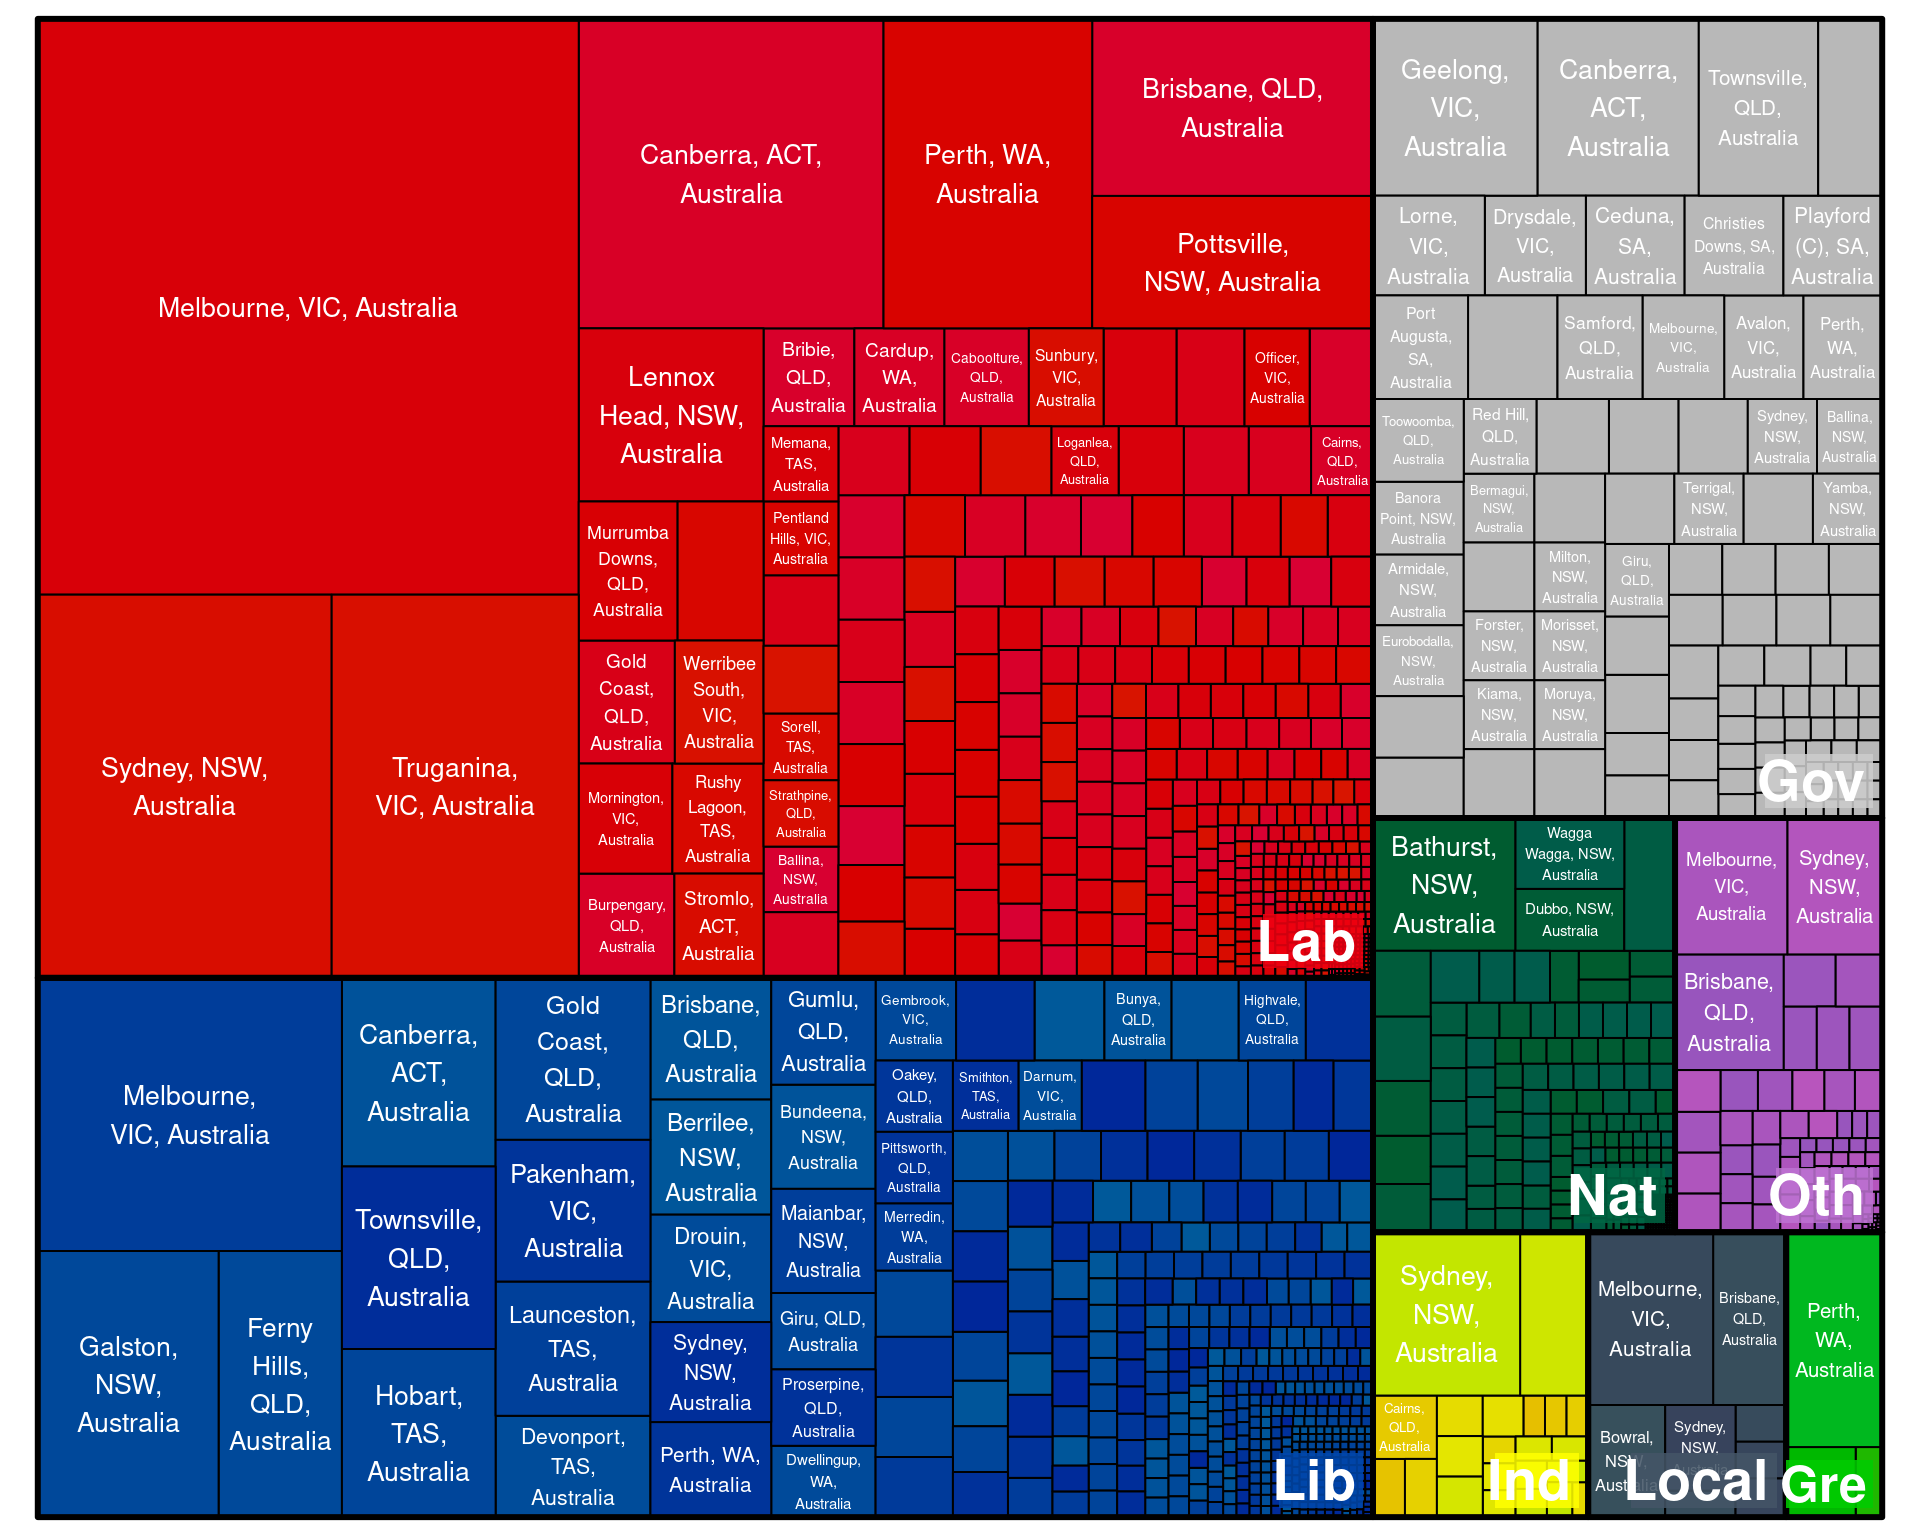 Melbourne, VIC, Australia
Canberra, ACT,
Australia
Perth, WA,
Australia
Brisbane, QLD,
Australia
Pottsville,
NSW, Australia
Sydney, NSW,
Australia
Truganina,
VIC, Australia
Lennox
Head, NSW,
Australia
Bribie,
QLD,
Australia
Cardup,
WA,
Australia
Caboolture,
QLD,
Australia
Sunbury,
VIC,
Australia
Officer,
VIC,
Australia
Memana,
TAS,
Australia
Loganlea,
QLD,
Australia
Cairns,
QLD,
Australia
Murrumba
Downs,
QLD,
Australia
Pentland
Hills, VIC,
Australia
Gold
Coast,
QLD,
Australia
Werribee
South,
VIC,
Australia
Sorell,
TAS,
Australia
Mornington,
VIC,
Australia
Rushy
Lagoon,
TAS,
Australia
Strathpine,
QLD,
Australia
Ballina,
NSW,
Australia
Burpengary,
QLD,
Australia
Stromlo,
ACT,
Australia
Lab
Geelong,
VIC,
Australia
Canberra,
ACT,
Australia
Townsville,
QLD,
Australia
Lorne,
VIC,
Australia
Drysdale,
VIC,
Australia
Ceduna,
SA,
Australia
Christies
Downs, SA,
Australia
Playford
(C), SA,
Australia
Port
Augusta,
SA,
Australia
Samford,
QLD,
Australia
Melbourne,
VIC,
Australia
Avalon,
VIC,
Australia
Perth,
WA,
Australia
Toowoomba,
QLD,
Australia
Red Hill,
QLD,
Australia
Sydney,
NSW,
Australia
Ballina,
NSW,
Australia
Banora
Point, NSW,
Australia
Bermagui,
NSW,
Australia
Terrigal,
NSW,
Australia
Yamba,
NSW,
Australia
Armidale,
NSW,
Australia
Milton,
NSW,
Australia
Giru,
QLD,
Australia
Eurobodalla,
NSW,
Australia
Forster,
NSW,
Australia
Morisset,
NSW,
Australia
Kiama,
NSW,
Australia
Moruya,
NSW,
Australia
Gov
Bathurst,
NSW,
Australia
Wagga
Wagga, NSW,
Australia
Dubbo, NSW,
Australia
Nat
Melbourne,
VIC,
Australia
Sydney,
NSW,
Australia
Brisbane,
QLD,
Australia
Oth
Melbourne,
VIC, Australia
Galston,
NSW,
Australia
Ferny
Hills,
QLD,
Australia
Canberra,
ACT,
Australia
Townsville,
QLD,
Australia
Hobart,
TAS,
Australia
Gold
Coast,
QLD,
Australia
Pakenham,
VIC,
Australia
Launceston,
TAS,
Australia
Devonport,
TAS,
Australia
Brisbane,
QLD,
Australia
Berrilee,
NSW,
Australia
Drouin,
VIC,
Australia
Sydney,
NSW,
Australia
Perth, WA,
Australia
Gumlu,
QLD,
Australia
Bundeena,
NSW,
Australia
Maianbar,
NSW,
Australia
Giru, QLD,
Australia
Proserpine,
QLD,
Australia
Dwellingup,
WA,
Australia
Gembrook,
VIC,
Australia
Bunya,
QLD,
Australia
Highvale,
QLD,
Australia
Oakey,
QLD,
Australia
Smithton,
TAS,
Australia
Darnum,
VIC,
Australia
Pittsworth,
QLD,
Australia
Merredin,
WA,
Australia
Lib
Sydney,
NSW,
Australia
Cairns,
QLD,
Australia
Ind
Melbourne,
VIC,
Australia
Brisbane,
QLD,
Australia
Bowral,
NSW,
Australia
Sydney,
NSW,
Australia
Local
Perth,
WA,
Australia
Gre